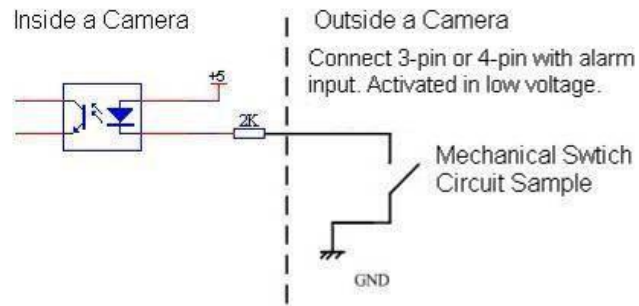 Inside a Camera
Outside a Camera
Connect 3-pin or 4-pin with alarm
input. Activated in low voltage.
+5
2K
Mechanical Swtich
Circuit Sample
GND